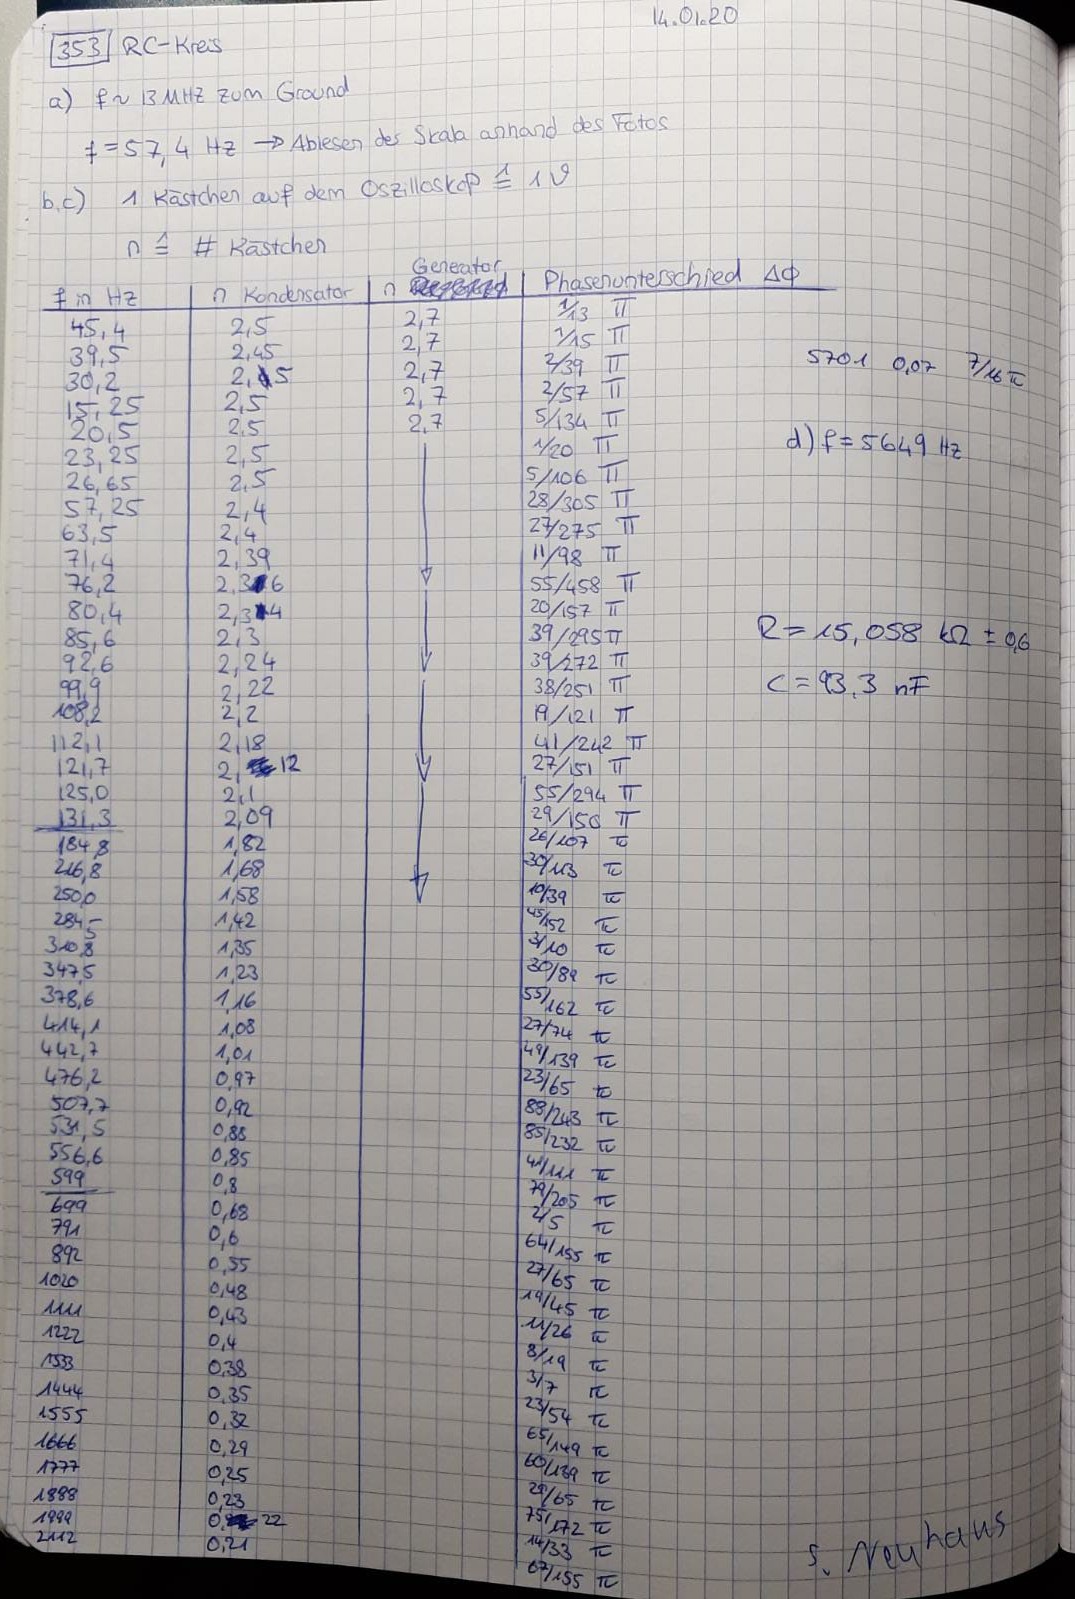 14.01.20
353 RC-Kreis
a) f ~ 13 MHz zum Ground
f = 57,4 Hz → Ablesen des Skala anhand des Fotos
b,c) 1 Kästchen auf dem Oszilloskop ≙ 1 V
n ≙ # Kästchen
f in Hz | n Kondensator | n Geneator | Phasenunterschied Δϕ
45,4 | 2,5 | 2,7 | 1/13 π
39,5 | 2,45 | 2,7 | 1/15 π
30,2 | 2,45 | 2,7 | 2/39 π
15,25 | 2,5 | 2,7 | 2/57 π
20,5 | 2,5 | 2,7 | 5/134 π
23,25 | 2,5 | 1/20 π
26,65 | 2,5 | 5/106 π
57,25 | 2,4 | 28/305 π
63,5 | 2,4 | 27/275 π
71,4 | 2,39 | 11/98 π
76,2 | 2,36 | 55/458 π
80,4 | 2,34 | 20/157 π
85,6 | 2,3 | 39/295 π
92,6 | 2,24 | 39/272 π
99,9 | 2,22 | 38/251 π
108,2 | 2,2 | 19/121 π
112,1 | 2,18 | 41/242 π
121,7 | 2,12 | 27/151 π
125,0 | 2,1 | 55/294 π
131,3 | 2,09 | 29/150 π
184,8 | 1,82 | 26/107 π
216,8 | 1,68 | 30/113 π
250,0 | 1,58 | 10/39 π
284,5 | 1,42 | 45/152 π
310,8 | 1,35 | 3/10 π
347,5 | 1,23 | 30/89 π
378,6 | 1,16 | 55/162 π
414,1 | 1,08 | 27/74 π
442,7 | 1,01 | 49/139 π
476,2 | 0,97 | 23/65 π
507,7 | 0,92 | 88/243 π
531,5 | 0,88 | 85/232 π
556,6 | 0,85 | 41/111 π
599 | 0,8 | 79/205 π
699 | 0,68 | 2/5 π
791 | 0,6 | 64/155 π
892 | 0,55 | 27/65 π
1020 | 0,48 | 19/45 π
1111 | 0,43 | 11/26 π
1222 | 0,4 | 8/19 π
1333 | 0,38 | 3/7 π
1444 | 0,35 | 23/54 π
1555 | 0,32 | 65/149 π
1666 | 0,29 | 60/139 π
1777 | 0,25 | 29/65 π
1888 | 0,23 | 75/172 π
1999 | 0,22 | 14/33 π
2112 | 0,21 | 67/155 π
5701 0,07 7/16 π
d) f = 5649 Hz
R = 15,058 kΩ ± 0,6
C = 93,3 nF
S. Neuhaus